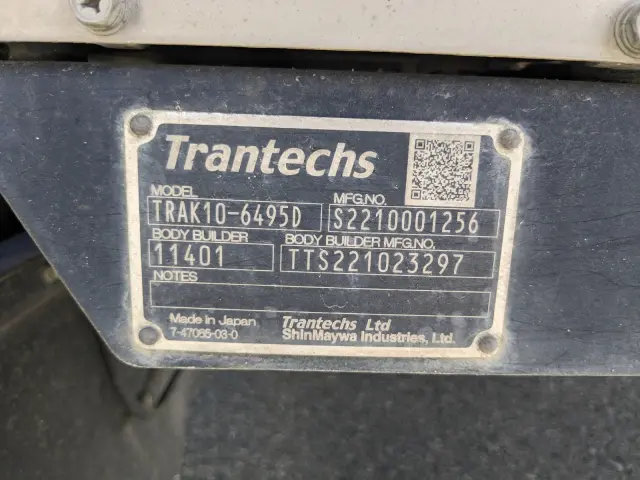 Trantechs
MODEL MFG.NO.
TRAK10-6495D S2210001256
BODY BUILDER BODY BUILDER MFG.NO.
11401 TTS221023297
NOTES
Made in Japan Trantechs Ltd
7-47065-03-0 ShinMaywa Industries, Ltd.